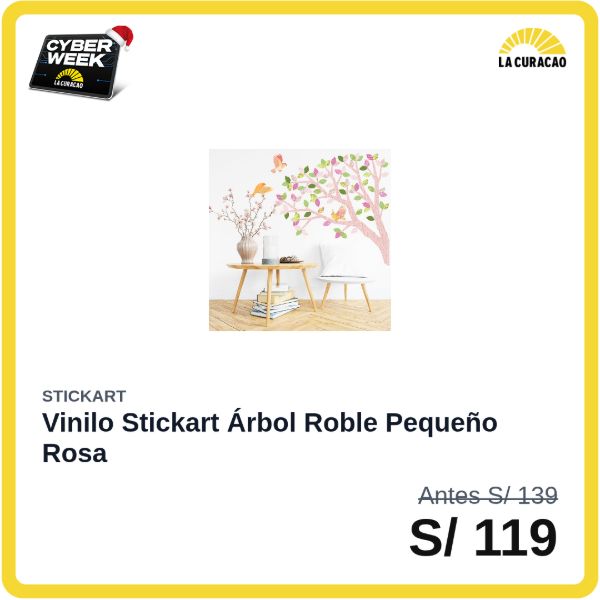 CYBER
WEEK
LA CURACAO
LA CURACAO
STICKART
Vinilo Stickart Árbol Roble Pequeño
Rosa
Antes S/ 139
S/ 119